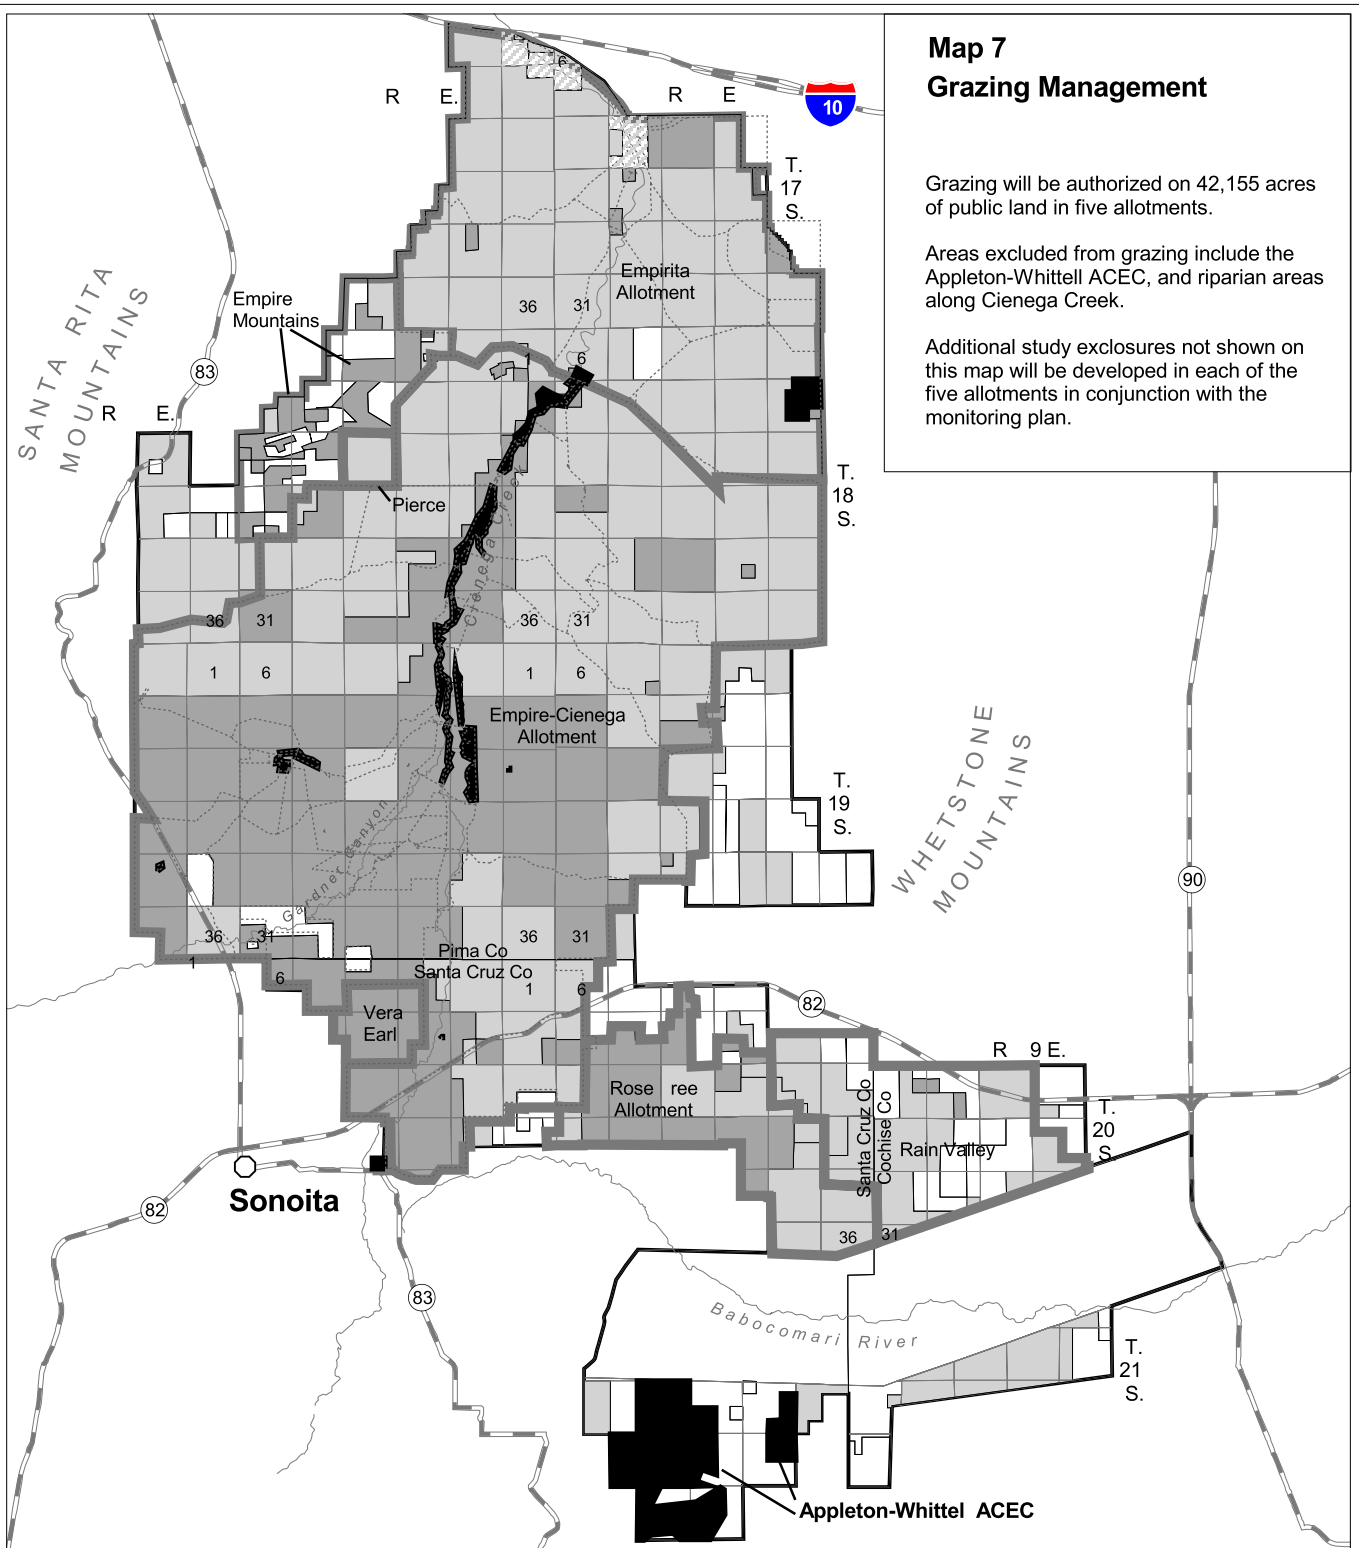 Map 7
Grazing Management
Grazing will be authorized on 42,155 acres
of public land in five allotments.
Areas excluded from grazing include the
Appleton-Whittell ACEC, and riparian areas
along Cienega Creek.
Additional study exclosures not shown on
this map will be developed in each of the
five allotments in conjunction with the
monitoring plan.
10
6
R E.
R E
T.
17
S.
SANTA RITA
MOUNTAINS
Empire
Mountains
Empirita
Allotment
36 31
1 6
83
R E.
T.
18
S.
Pierce
Cienega Creek
36 31
36 31
1 6
1 6
Empire-Cienega
Allotment
WHETSTONE
MOUNTAINS
T.
19
S.
Gardner Canyon
90
36 31
36 31
Pima Co
Santa Cruz Co
1
6
1 6
82
Vera
Earl
R 9 E.
Rose ree
Allotment
Santa Cruz Co
Cochise Co
Rain Valley
T.
20
S.
Sonoita
82
36 31
83
Babocomari River
T.
21
S.
Appleton-Whittel ACEC